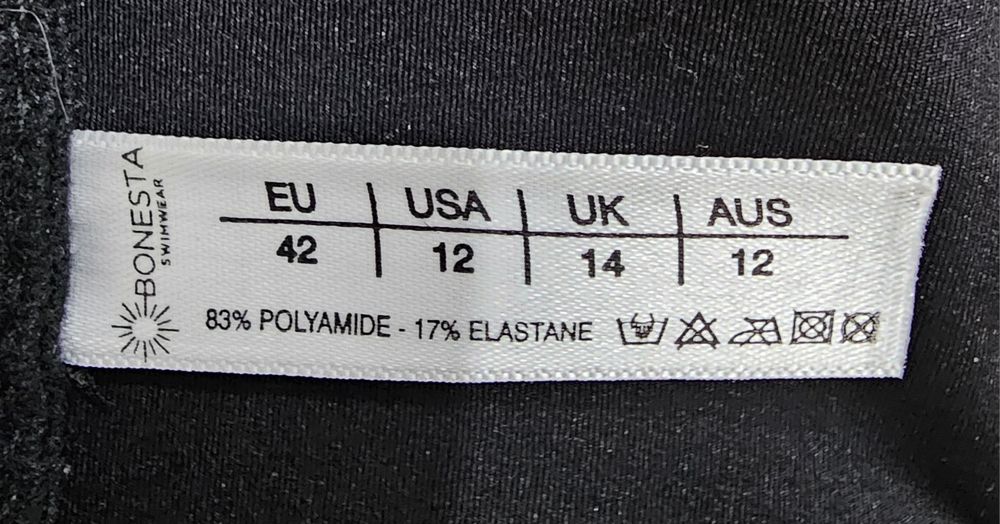 BONESTA
SWIMWEAR
EU USA UK AUS
42 12 14 12
83% POLYAMIDE - 17% ELASTANE